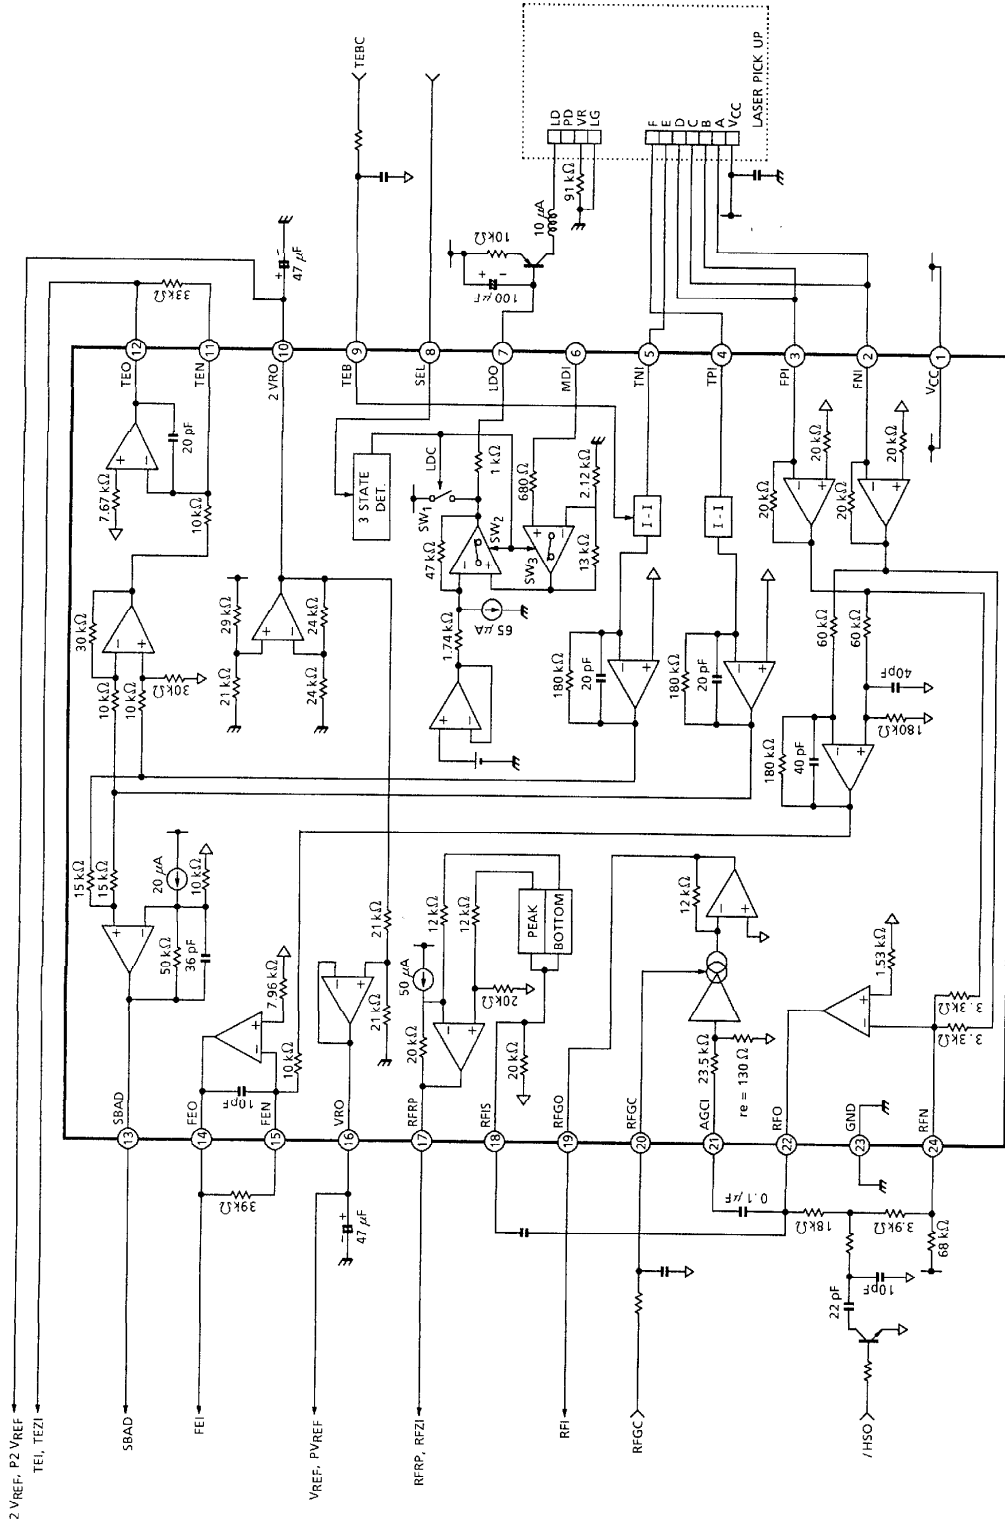 2 VREF, P2 VREF
TEI, TEZI
SBAD
FEI
VREF, PVREF
RFRP, RFZI
RFI
RFGC
/HSO
TEBC
LASER PICK UP
LD
PD
VR
LG
F
E
D
C
B
A
VCC
91 kΩ
10 μA
10kΩ
100 μF
+
−
47 μF
+
33kΩ
12
11
10
9
8
7
6
5
4
3
2
1
TEO
TEN
2 VRO
TEB
SEL
LDO
MDI
TNI
TPI
FPI
FNI
VCC
20 pF
7.67 kΩ
10 kΩ
30 kΩ
10 kΩ
10 kΩ
30kΩ
29 kΩ
21 kΩ
24 kΩ
24 kΩ
3 STATE
DET.
LDC
SW1
SW2
SW3
1 kΩ
47 kΩ
680 Ω
2.12 kΩ
13 kΩ
1.74 kΩ
65 μA
I - I
I - I
180 kΩ
20 pF
180 kΩ
20 pF
20 kΩ
20 kΩ
20 kΩ
20 kΩ
60 kΩ
60 kΩ
40pF
180kΩ
180 kΩ
40 pF
15 kΩ
15 kΩ
20 μA
10 kΩ
50 kΩ
36 pF
7.96 kΩ
10 kΩ
10pF
21 kΩ
21 kΩ
50 μA
12 kΩ
12 kΩ
20 kΩ
20kΩ
20 kΩ
PEAK
BOTTOM
12 kΩ
23.5 kΩ
re = 130 Ω
1.53 kΩ
3.3kΩ
3.3kΩ
SBAD
FEO
FEN
VRO
RFRP
RFIS
RFGO
RFGC
AGCI
RFO
GND
RFN
13
14
15
16
17
18
19
20
21
22
23
24
39kΩ
47 μF
−
+
0.1μF
18kΩ
3.9kΩ
68 kΩ
22 pF
10pF